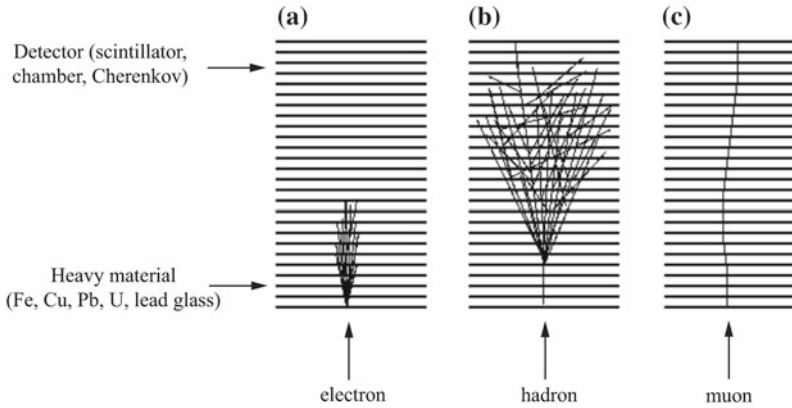 (a)
(b)
(c)
Detector (scintillator,
chamber, Cherenkov)
Heavy material
(Fe, Cu, Pb, U, lead glass)
electron
hadron
muon